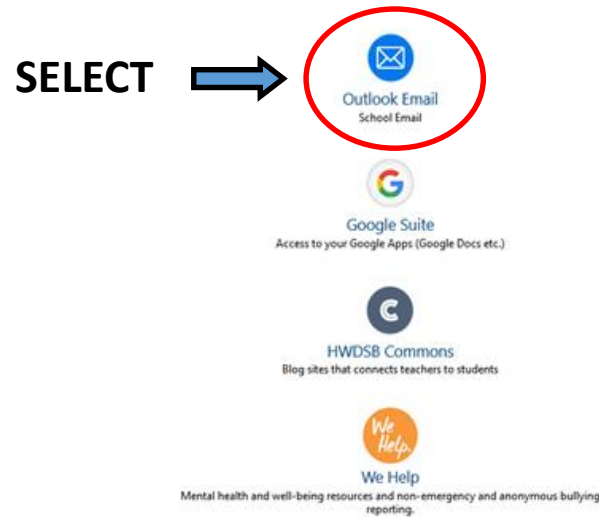 SELECT
Outlook Email
School Email
G
Google Suite
Access to your Google Apps (Google Docs etc.)
C
HWDSB Commons
Blog sites that connects teachers to students
We
Help.
We Help
Mental health and well-being resources and non-emergency and anonymous bullying
reporting.